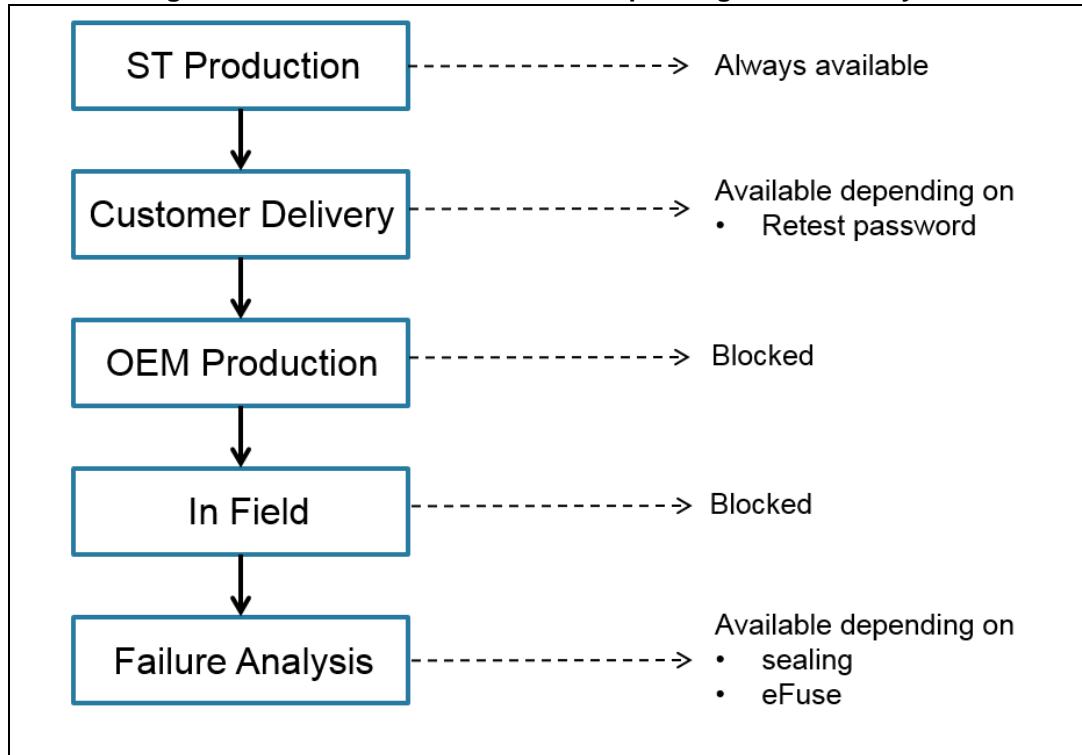 ST Production
Always available
Customer Delivery
Available depending on
• Retest password
OEM Production
Blocked
In Field
Blocked
Failure Analysis
Available depending on
• sealing
• eFuse